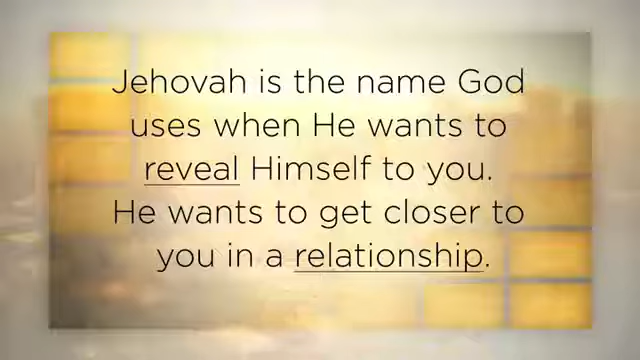 Jehovah is the name God
uses when He wants to
reveal Himself to you.
He wants to get closer to
you in a relationship.